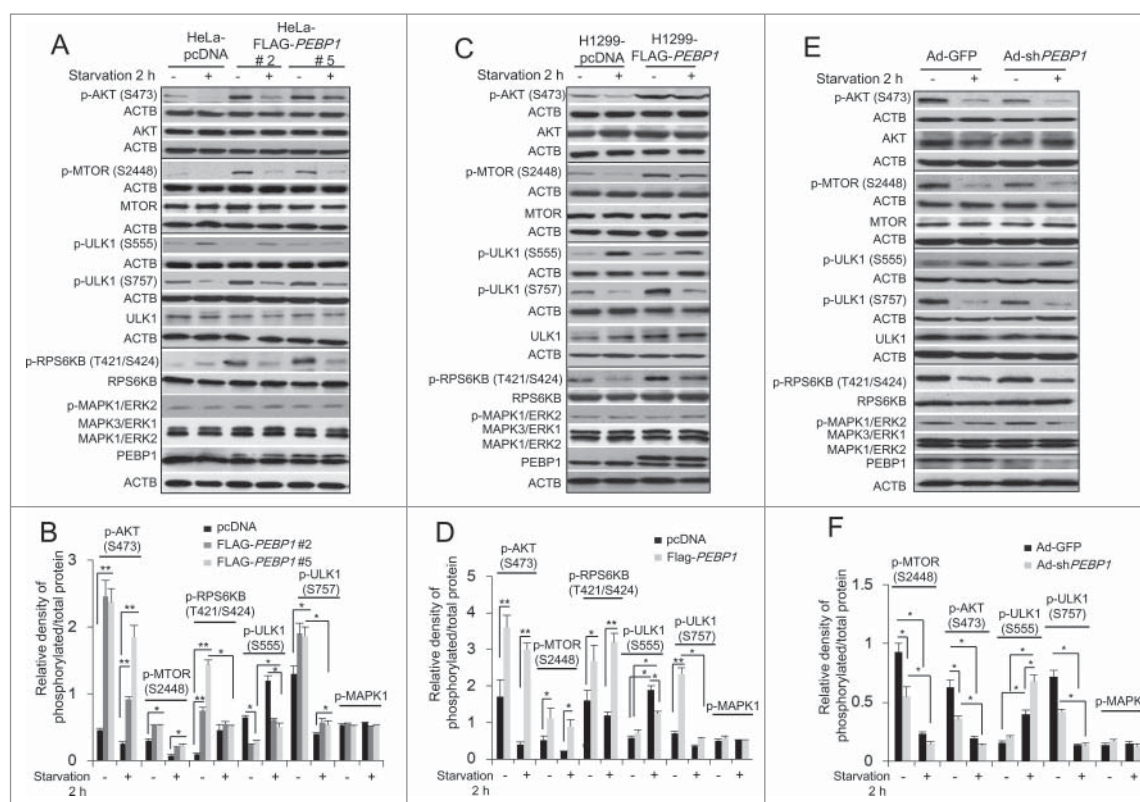 A
HeLa-
pcDNA
HeLa-
FLAG-PEBP1
# 2 # 5
Starvation 2 h - + - + - +
p-AKT (S473)
ACTB
AKT
ACTB
p-MTOR (S2448)
ACTB
MTOR
ACTB
p-ULK1 (S555)
ACTB
p-ULK1 (S757)
ACTB
ULK1
ACTB
p-RPS6KB (T421/S424)
RPS6KB
p-MAPK1/ERK2
MAPK3/ERK1
MAPK1/ERK2
PEBP1
ACTB
C
H1299-
pcDNA
H1299-
FLAG-PEBP1
Starvation 2 h - + - +
p-AKT (S473)
ACTB
AKT
ACTB
p-MTOR (S2448)
ACTB
MTOR
ACTB
p-ULK1 (S555)
ACTB
p-ULK1 (S757)
ACTB
ULK1
ACTB
p-RPS6KB (T421/S424)
RPS6KB
p-MAPK1/ERK2
MAPK3/ERK1
MAPK1/ERK2
PEBP1
ACTB
E
Ad-GFP Ad-shPEBP1
Starvation 2 h - + - +
p-AKT (S473)
ACTB
AKT
ACTB
p-MTOR (S2448)
ACTB
MTOR
ACTB
p-ULK1 (S555)
ACTB
p-ULK1 (S757)
ACTB
ULK1
ACTB
p-RPS6KB (T421/S424)
RPS6KB
p-MAPK1/ERK2
MAPK3/ERK1
MAPK1/ERK2
PEBP1
ACTB
B
p-AKT
(S473)
pcDNA
FLAG-PEBP1 #2
FLAG-PEBP1 #5
p-RPS6KB
(T421/S424)
p-ULK1
(S757)
p-ULK1
(S555)
p-MTOR
(S2448)
p-MAPK1
Relative density of
phosphorylated/total protein
3
2
1
0
** ** ** * * ** ** * * * * * *
Starvation - + - + - + - + - + - +
2 h
D
p-AKT
(S473)
pcDNA
Flag-PEBP1
p-RPS6KB
(T421/S424)
p-MTOR
(S2448)
p-ULK1
(S555)
p-ULK1
(S757)
p-MAPK1
Relative density of
phosphorylated/total protein
5
4
3
2
1
0
** ** * * * ** * * * ** *
Starvation - + - + - + - + - + - +
2 h
F
Ad-GFP
Ad-shPEBP1
p-MTOR
(S2448)
p-AKT
(S473)
p-ULK1
(S555)
p-ULK1
(S757)
p-MA
Relative density of
phosphorylated/total protein
1.5
1
0.5
0
* * * * * * * *
Starvation - + - + - + - + - +
2 h